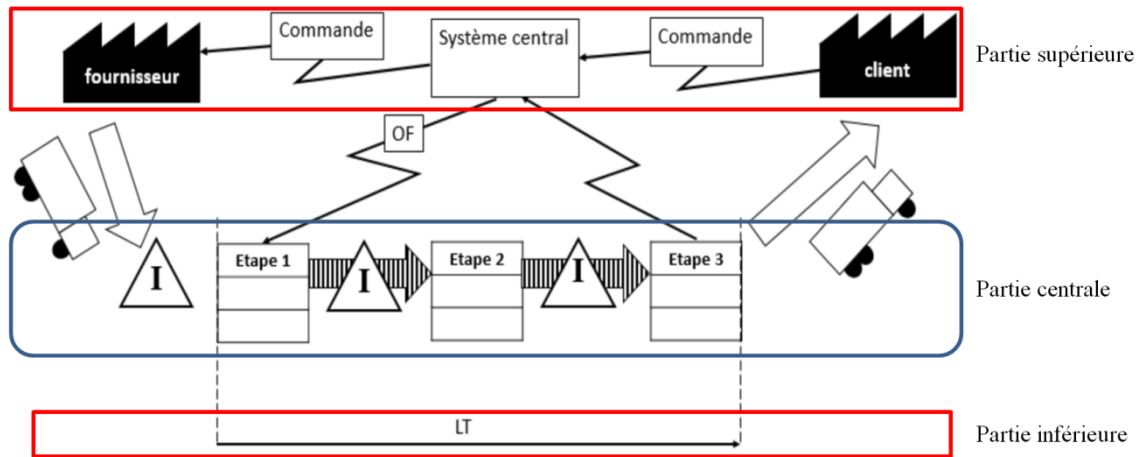 Commande
Système central
Commande
fournisseur
client
Partie supérieure
OF
I
Etape 1
I
Etape 2
I
Etape 3
Partie centrale
LT
Partie inférieure